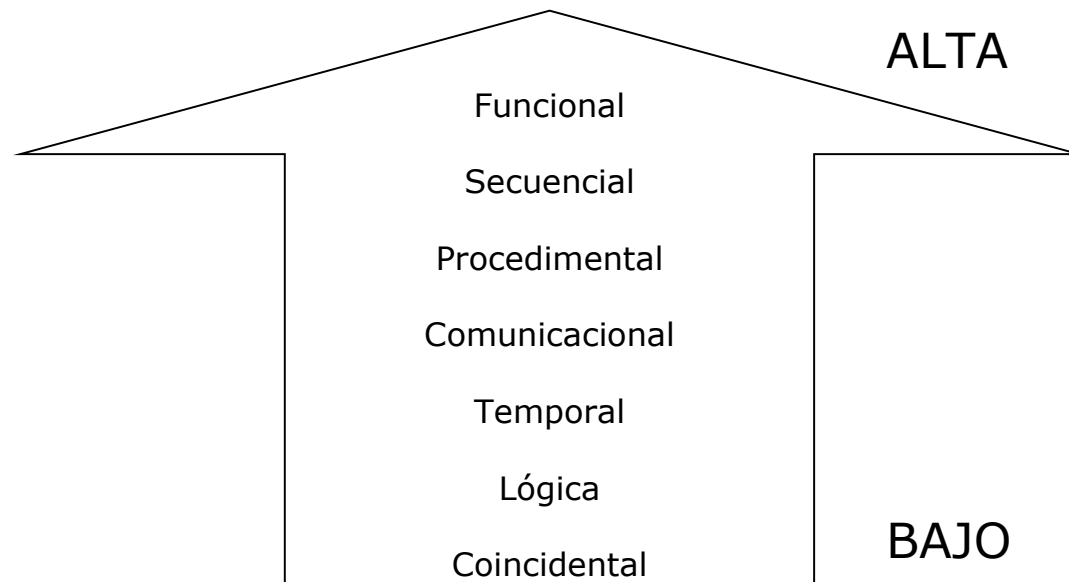 ALTA
Funcional
Secuencial
Procedimental
Comunicacional
Temporal
Lógica
BAJO
Coincidental